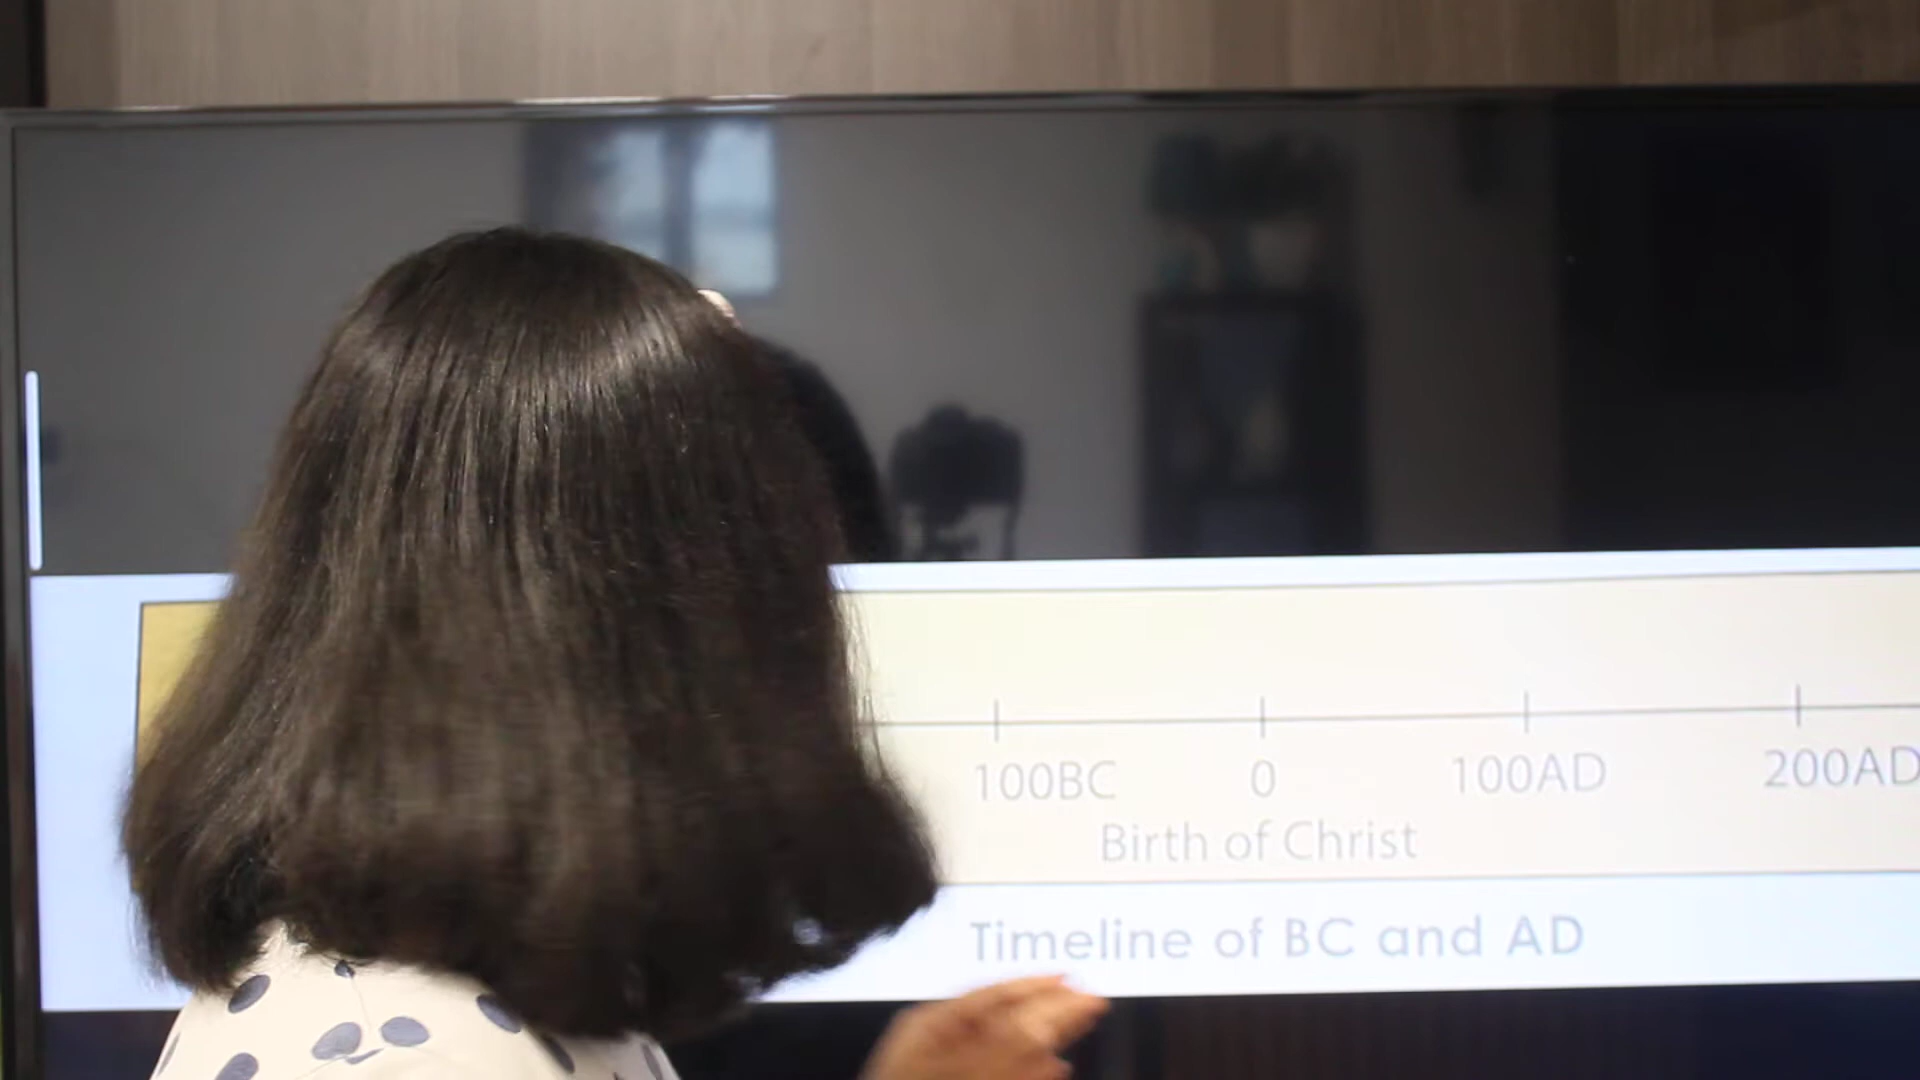 100BC 0 100AD 200AD
Birth of Christ
Timeline of BC and AD